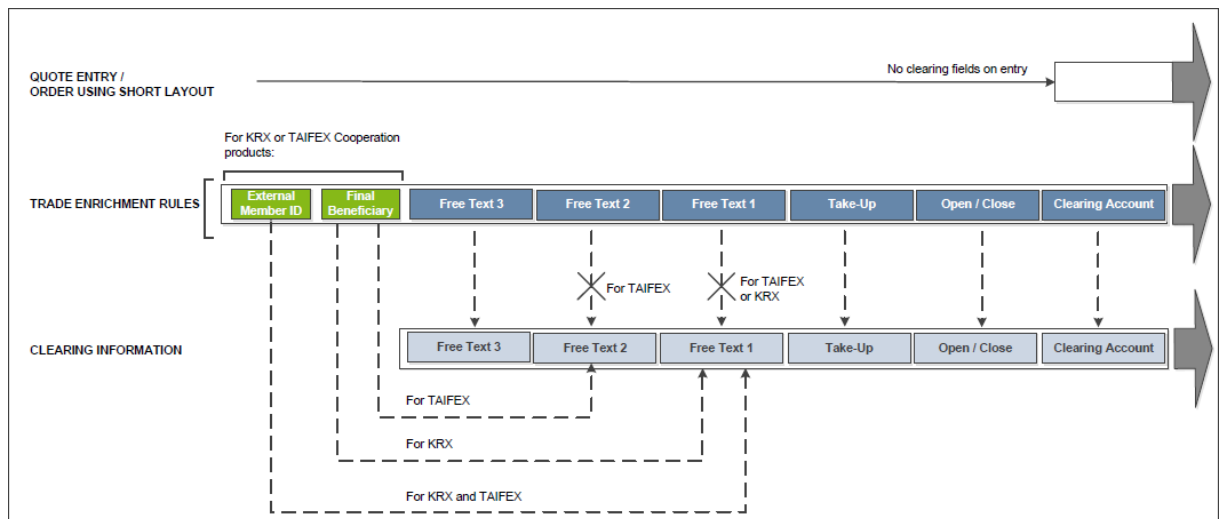 QUOTE ENTRY /
ORDER USING SHORT LAYOUT
No clearing fields on entry
For KRX or TAIFEX Cooperation
products:
TRADE ENRICHMENT RULES
External
Member ID
Final
Beneficiary
Free Text 3
Free Text 2
Free Text 1
Take-Up
Open / Close
Clearing Account
For TAIFEX
For TAIFEX
or KRX
CLEARING INFORMATION
Free Text 3
Free Text 2
Free Text 1
Take-Up
Open / Close
Clearing Account
For TAIFEX
For KRX
For KRX and TAIFEX